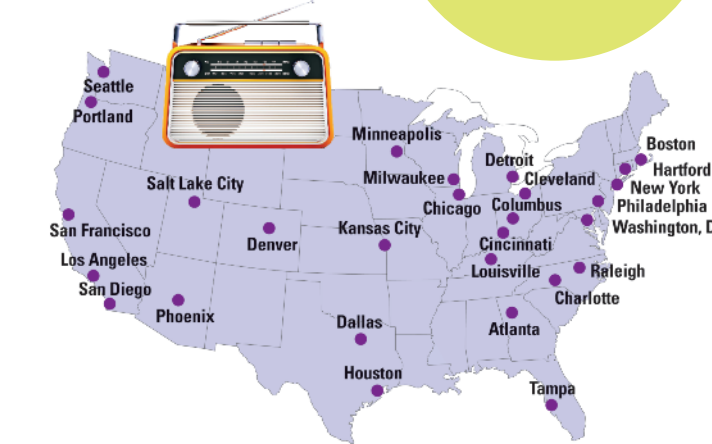 Seattle
Portland
Minneapolis
Boston
Detroit
Hartford
Milwaukee
Cleveland
New York
Salt Lake City
Chicago
Columbus
Philadelphia
San Francisco
Denver
Kansas City
Cincinnati
Washington, D
Los Angeles
Louisville
Raleigh
San Diego
Charlotte
Phoenix
Dallas
Atlanta
Houston
Tampa